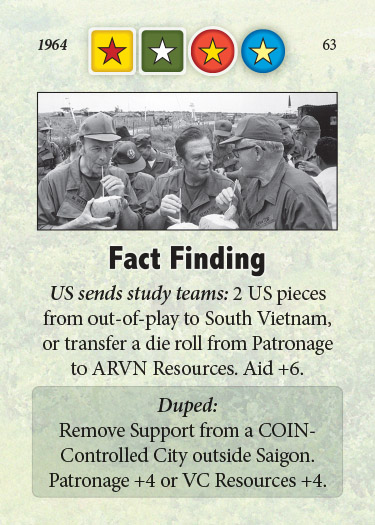 1964 63
Fact Finding
US sends study teams: 2 US pieces
from out-of-play to South Vietnam,
or transfer a die roll from Patronage
to ARVN Resources. Aid +6.
Duped:
Remove Support from a COIN-
Controlled City outside Saigon.
Patronage +4 or VC Resources +4.